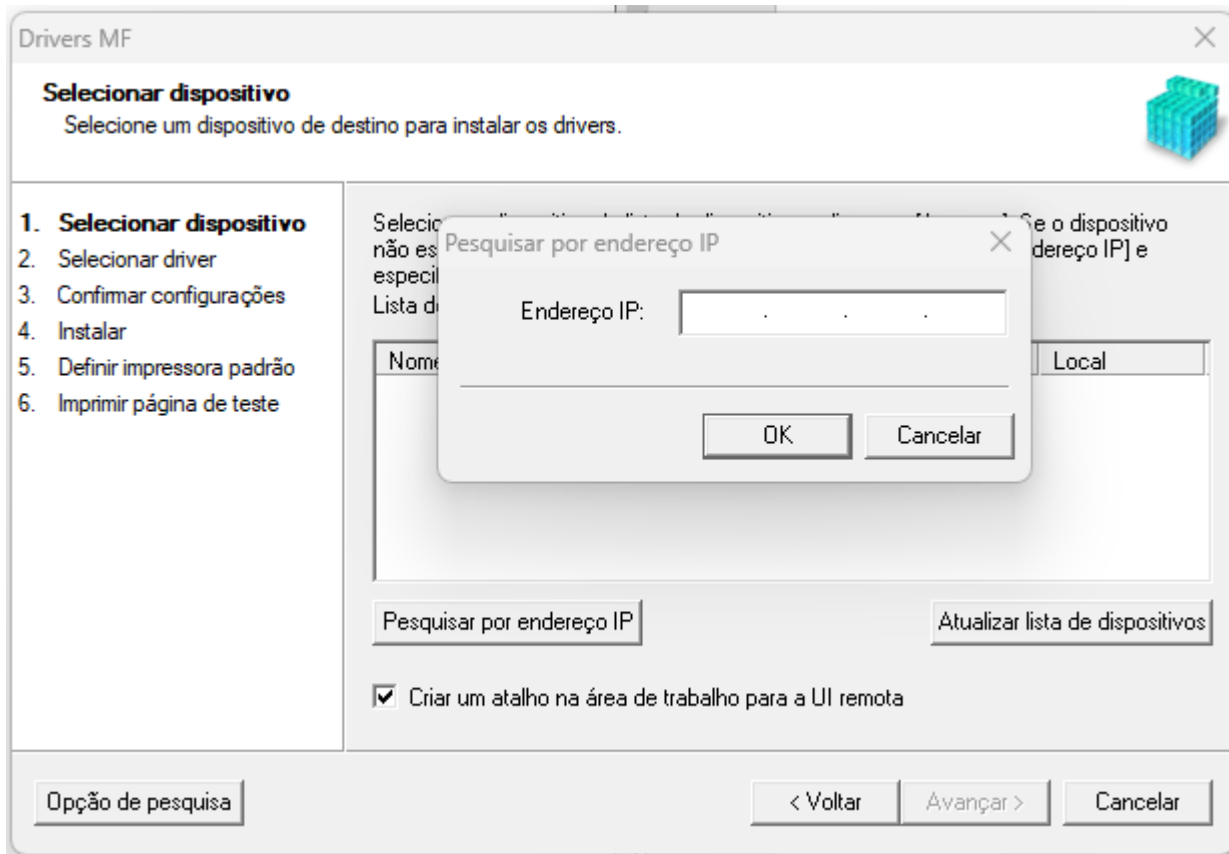 Drivers MF
Selecionar dispositivo
Selecione um dispositivo de destino para instalar os drivers.
1. Selecionar dispositivo
2. Selecionar driver
3. Confirmar configurações
4. Instalar
5. Definir impressora padrão
6. Imprimir página de teste
Se o dispositivo
não es
dereço IP] e
Lista d
Pesquisar por endereço IP
Endereço IP: . . .
OK Cancelar
Nome Local
Pesquisar por endereço IP Atualizar lista de dispositivos
Criar um atalho na área de trabalho para a UI remota
Opção de pesquisa < Voltar Avançar > Cancelar